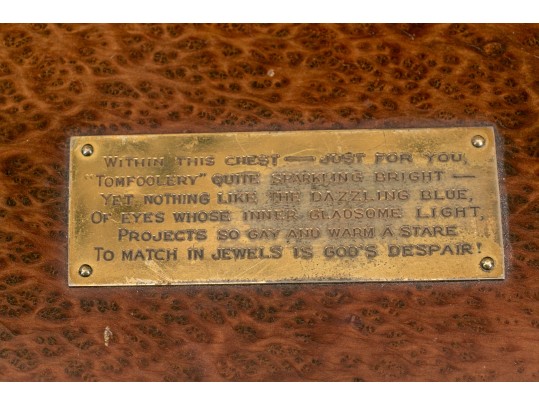 WITHIN THIS CHEST — JUST FOR YOU,
"TOMFOOLERY" QUITE SPARKLING BRIGHT —
YET NOTHING LIKE THE DAZZLING BLUE,
OF EYES WHOSE INNER GLADSOME LIGHT,
PROJECTS SO GAY AND WARM A STARE
TO MATCH IN JEWELS IS GOD'S DESPAIR!